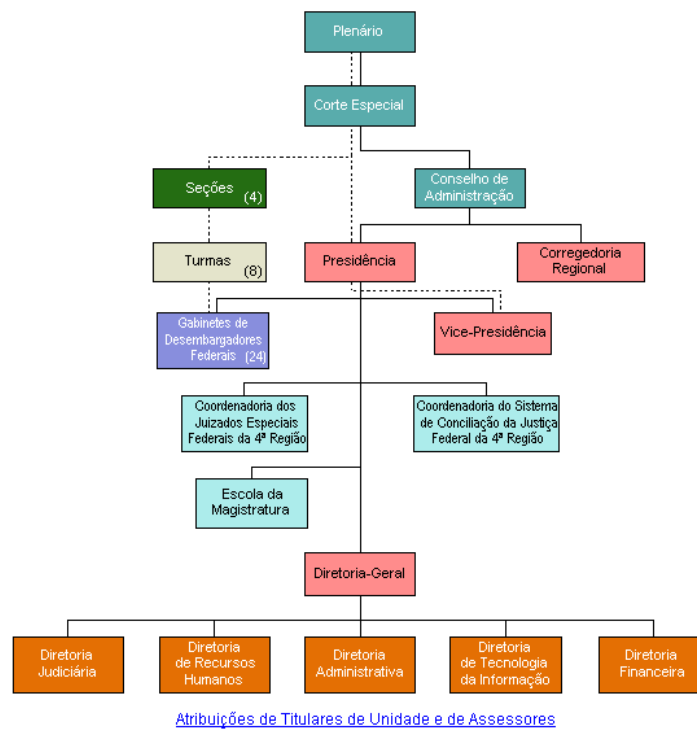 Plenário
Corte Especial
Seções
(4)
Conselho de
Administração
Turmas
(8)
Presidência
Corregedoria
Regional
Gabinetes de
Desembargadores
Federais
(24)
Vice-Presidência
Coordenadoria dos
Juizados Especiais
Federais da 4ª Região
Coordenadoria do Sistema
de Conciliação da Justiça
Federal da 4ª Região
Escola da
Magistratura
Diretoria-Geral
Diretoria
Judiciária
Diretoria
de Recursos
Humanos
Diretoria
Administrativa
Diretoria
de Tecnologia
da Informação
Diretoria
Financeira
Atribuições de Titulares de Unidade e de Assessores